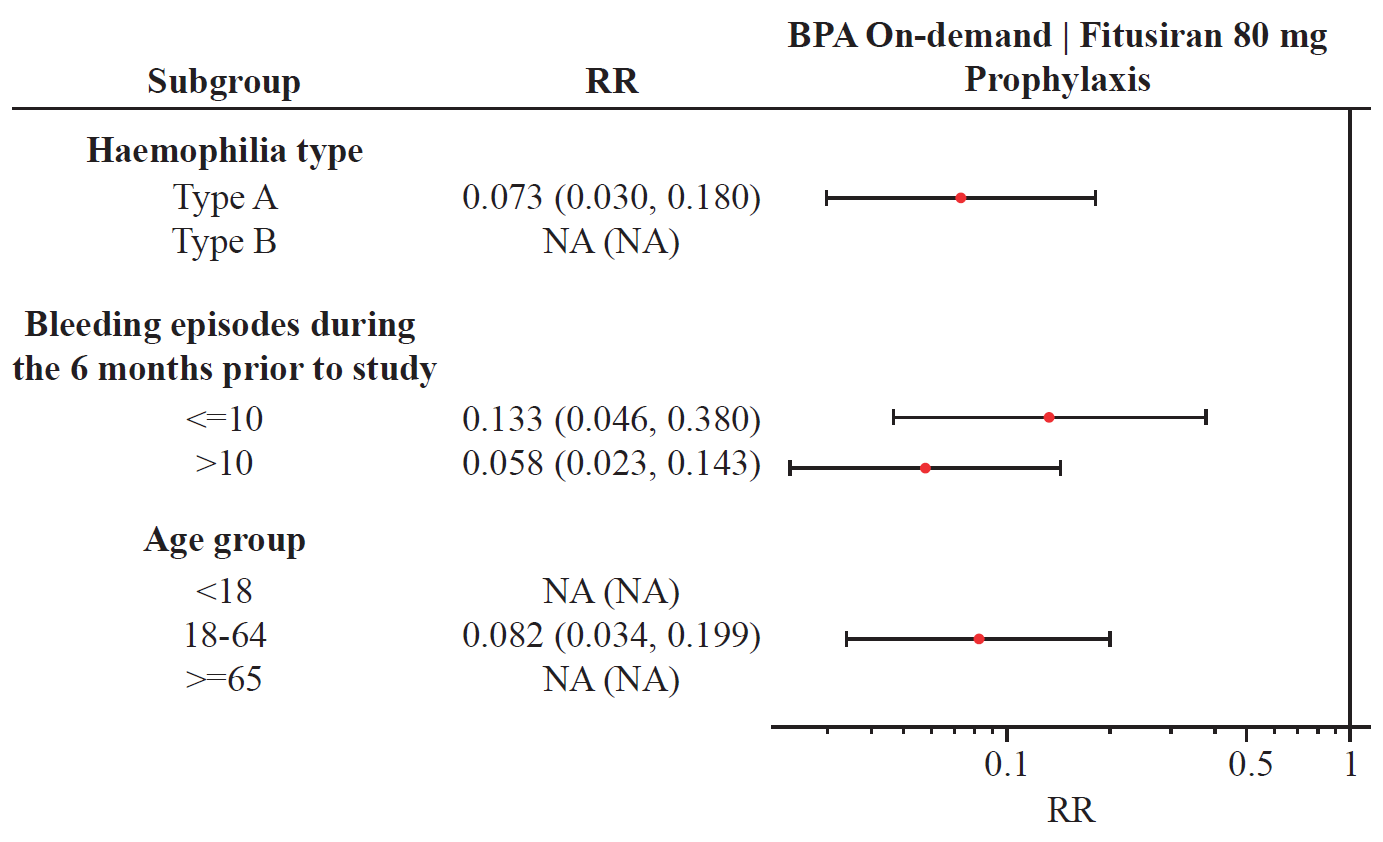 BPA On-demand | Fitusiran 80 mg
Subgroup RR Prophylaxis
Haemophilia type
Type A 0.073 (0.030, 0.180)
Type B NA (NA)
Bleeding episodes during
the 6 months prior to study
<=10 0.133 (0.046, 0.380)
>10 0.058 (0.023, 0.143)
Age group
<18 NA (NA)
18-64 0.082 (0.034, 0.199)
>=65 NA (NA)
0.1 0.5 1
RR